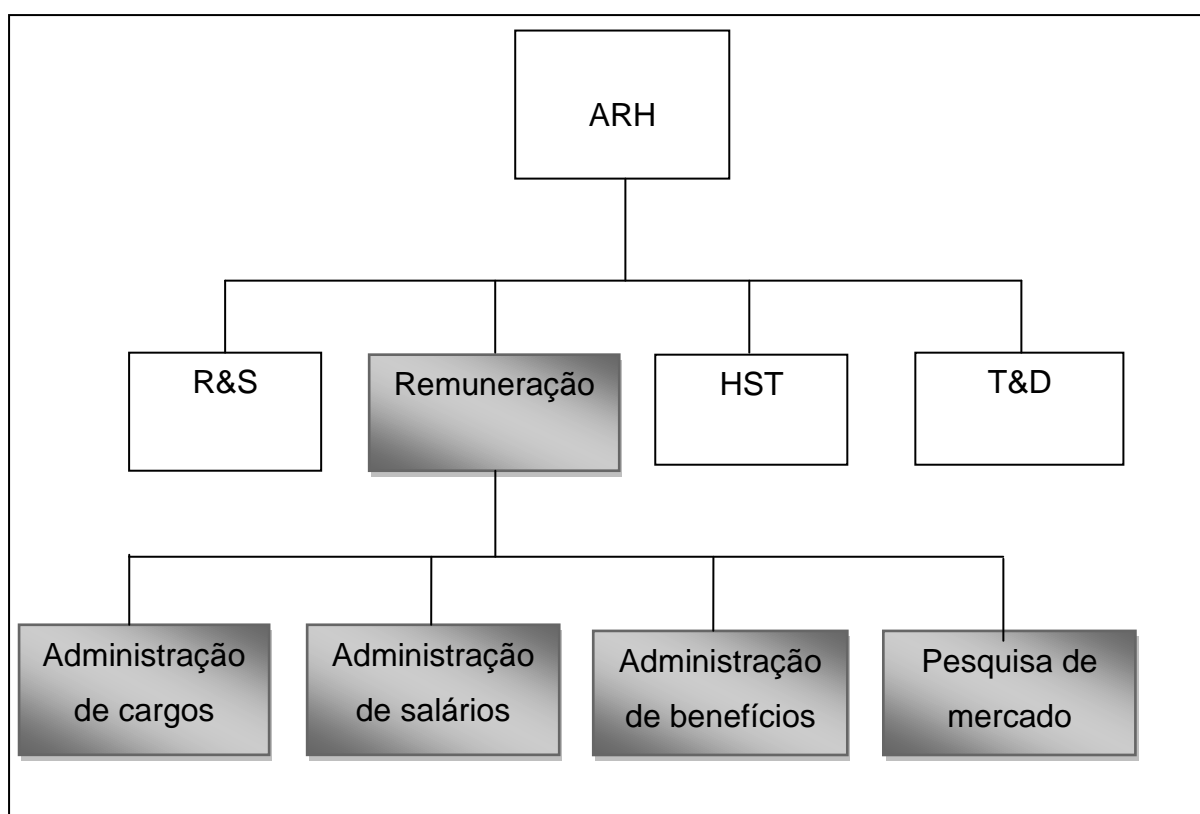 ARH
R&S
Remuneração
HST
T&D
Administração
de cargos
Administração
de salários
Administração
de benefícios
Pesquisa de
mercado